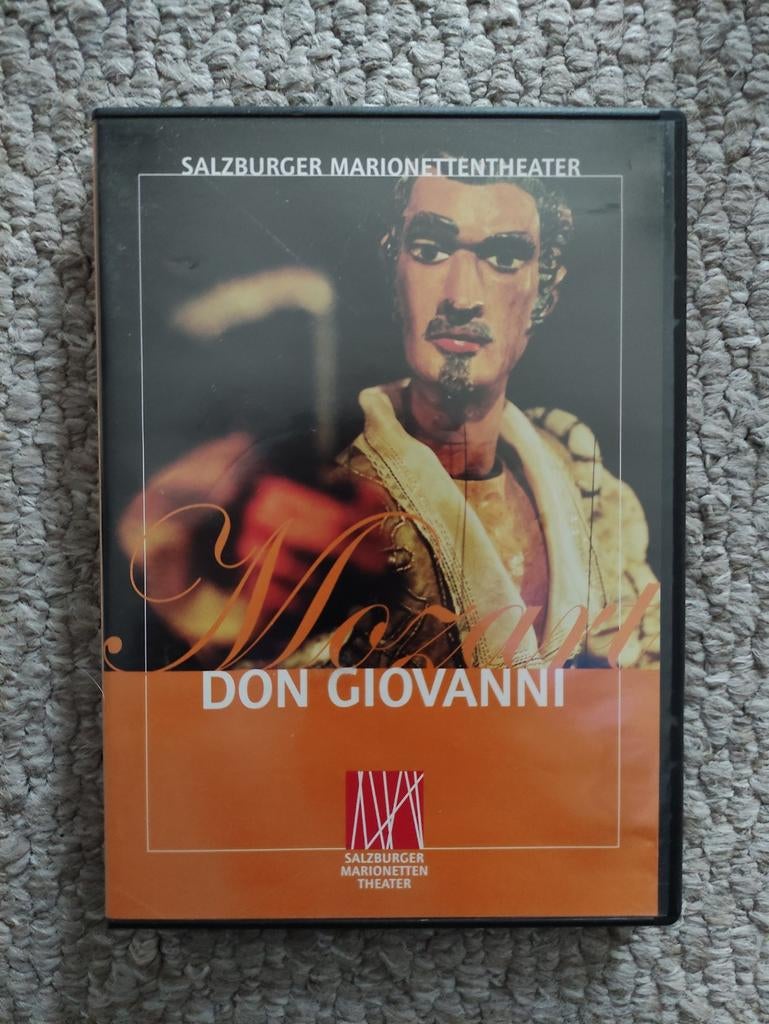 SALZBURGER MARIONETTENTHEATER
Mozart
DON GIOVANNI
SALZBURGER
MARIONETTEN
THEATER